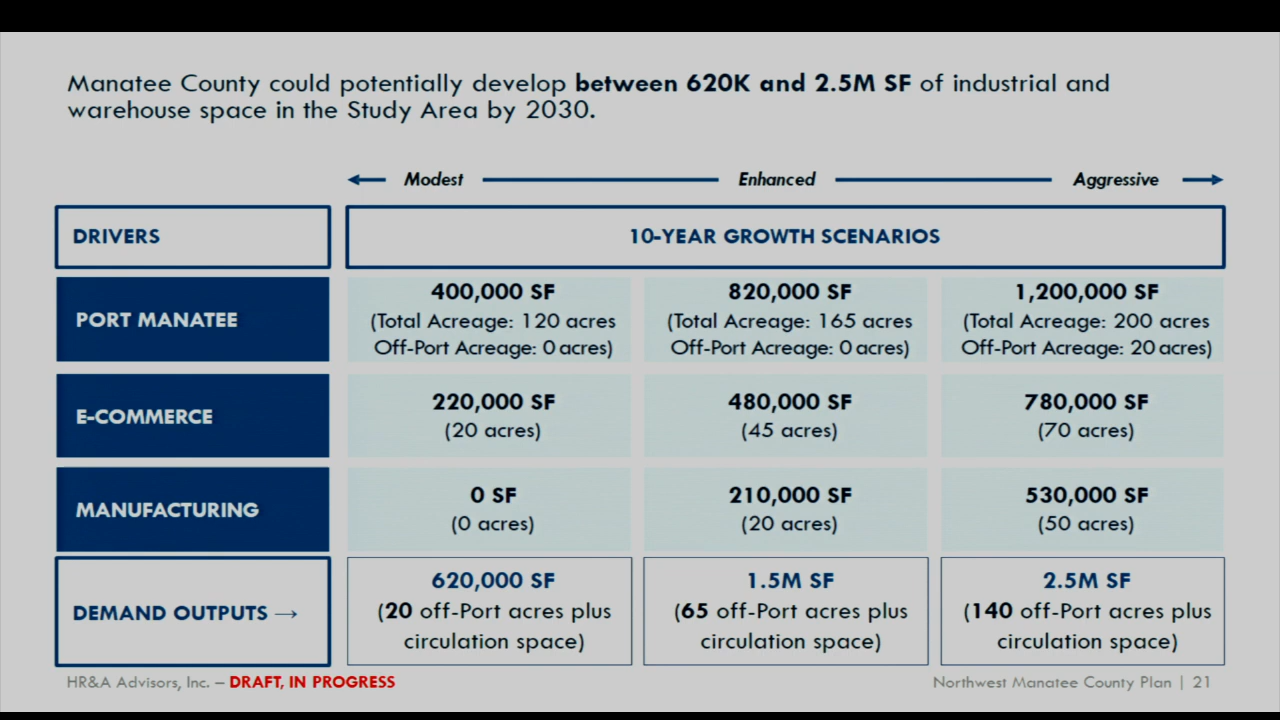 Manatee County could potentially develop between 620K and 2.5M SF of industrial and
warehouse space in the Study Area by 2030.
Modest Enhanced Aggressive
DRIVERS 10-YEAR GROWTH SCENARIOS
PORT MANATEE
400,000 SF
(Total Acreage: 120 acres
Off-Port Acreage: 0 acres)
820,000 SF
(Total Acreage: 165 acres
Off-Port Acreage: 0 acres)
1,200,000 SF
(Total Acreage: 200 acres
Off-Port Acreage: 20 acres)
E-COMMERCE
220,000 SF
(20 acres)
480,000 SF
(45 acres)
780,000 SF
(70 acres)
MANUFACTURING
0 SF
(0 acres)
210,000 SF
(20 acres)
530,000 SF
(50 acres)
DEMAND OUTPUTS →
620,000 SF
(20 off-Port acres plus
circulation space)
1.5M SF
(65 off-Port acres plus
circulation space)
2.5M SF
(140 off-Port acres plus
circulation space)
HR&A Advisors, Inc. – DRAFT, IN PROGRESS
Northwest Manatee County Plan | 21